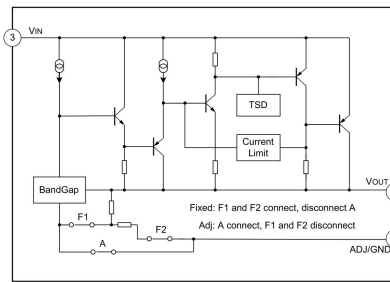 3
VIN
TSD
Current
Limit
BandGap
VOUT
Fixed: F1 and F2 connect, disconnect A
F1
Adj: A connect, F1 and F2 disconnect
F2
A
ADJ/GND